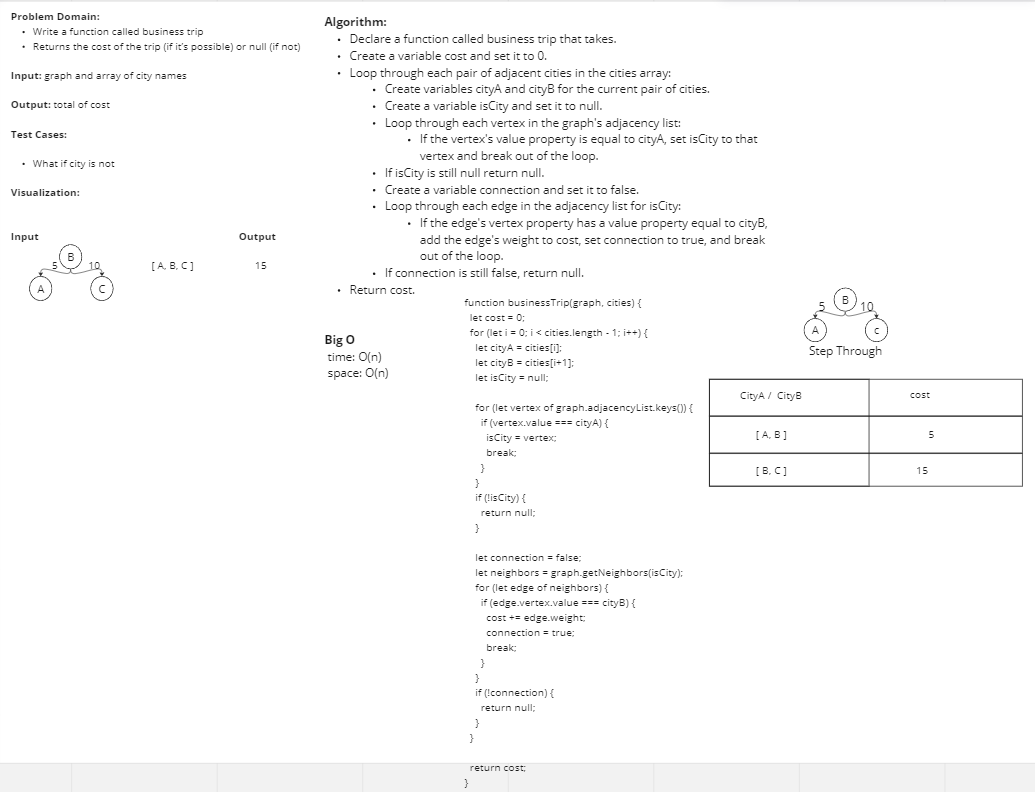 Problem Domain:
• Write a function called business trip
• Returns the cost of the trip (if it's possible) or null (if not)
Input: graph and array of city names
Output: total of cost
Test Cases:
• What if city is not
Visualization:
Input
Output
B
5
10
A
C
[ A, B, C ]
15
Algorithm:
• Declare a function called business trip that takes.
• Create a variable cost and set it to 0.
• Loop through each pair of adjacent cities in the cities array:
• Create variables cityA and cityB for the current pair of cities.
• Create a variable isCity and set it to null.
• Loop through each vertex in the graph's adjacency list:
• If the vertex's value property is equal to cityA, set isCity to that
vertex and break out of the loop.
• If isCity is still null return null.
• Create a variable connection and set it to false.
• Loop through each edge in the adjacency list for isCity:
• If the edge's vertex property has a value property equal to cityB,
add the edge's weight to cost, set connection to true, and break
out of the loop.
• If connection is still false, return null.
• Return cost.
Big O
time: O(n)
space: O(n)
function businessTrip(graph, cities) {
let cost = 0;
for (let i = 0; i < cities.length - 1; i++) {
let cityA = cities[i];
let cityB = cities[i+1];
let isCity = null;
for (let vertex of graph.adjacencyList.keys()) {
if (vertex.value === cityA) {
isCity = vertex;
break;
}
}
if (!isCity) {
return null;
}
let connection = false;
let neighbors = graph.getNeighbors(isCity);
for (let edge of neighbors) {
if (edge.vertex.value === cityB) {
cost += edge.weight;
connection = true;
break;
}
}
if (!connection) {
return null;
}
}
return cost;
}
B
5
10
A
C
Step Through
CityA / CityB
cost
[ A, B ]
5
[ B, C ]
15